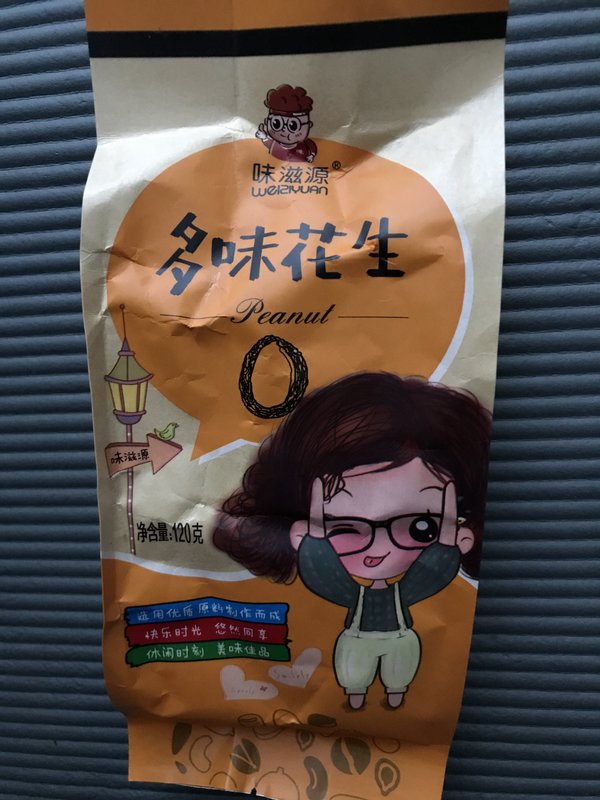 味滋源®
WEIZIYUAN
多味花生
Peanut
O
味滋源
净含量:120克
选用优质 原料制作而成
快乐时光 悠然同享
休闲时刻 美味佳品